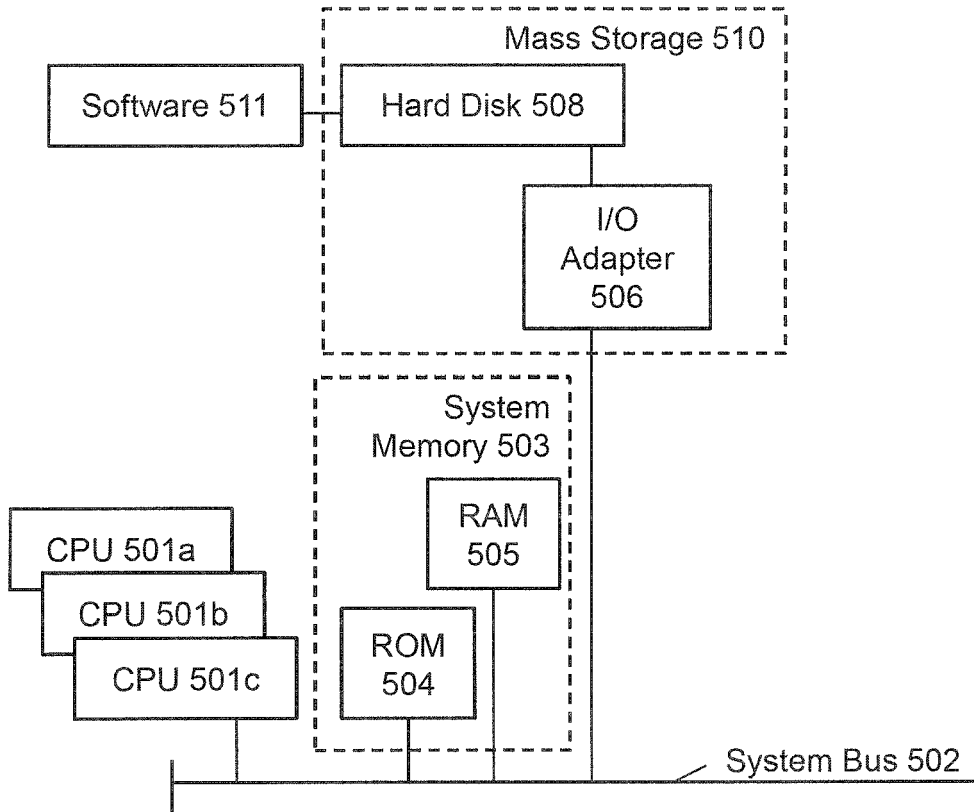 Mass Storage 510
Software 511
Hard Disk 508
I/O
Adapter
506
System
Memory 503
RAM
505
CPU 501a
CPU 501b
CPU 501c
ROM
504
System Bus 502